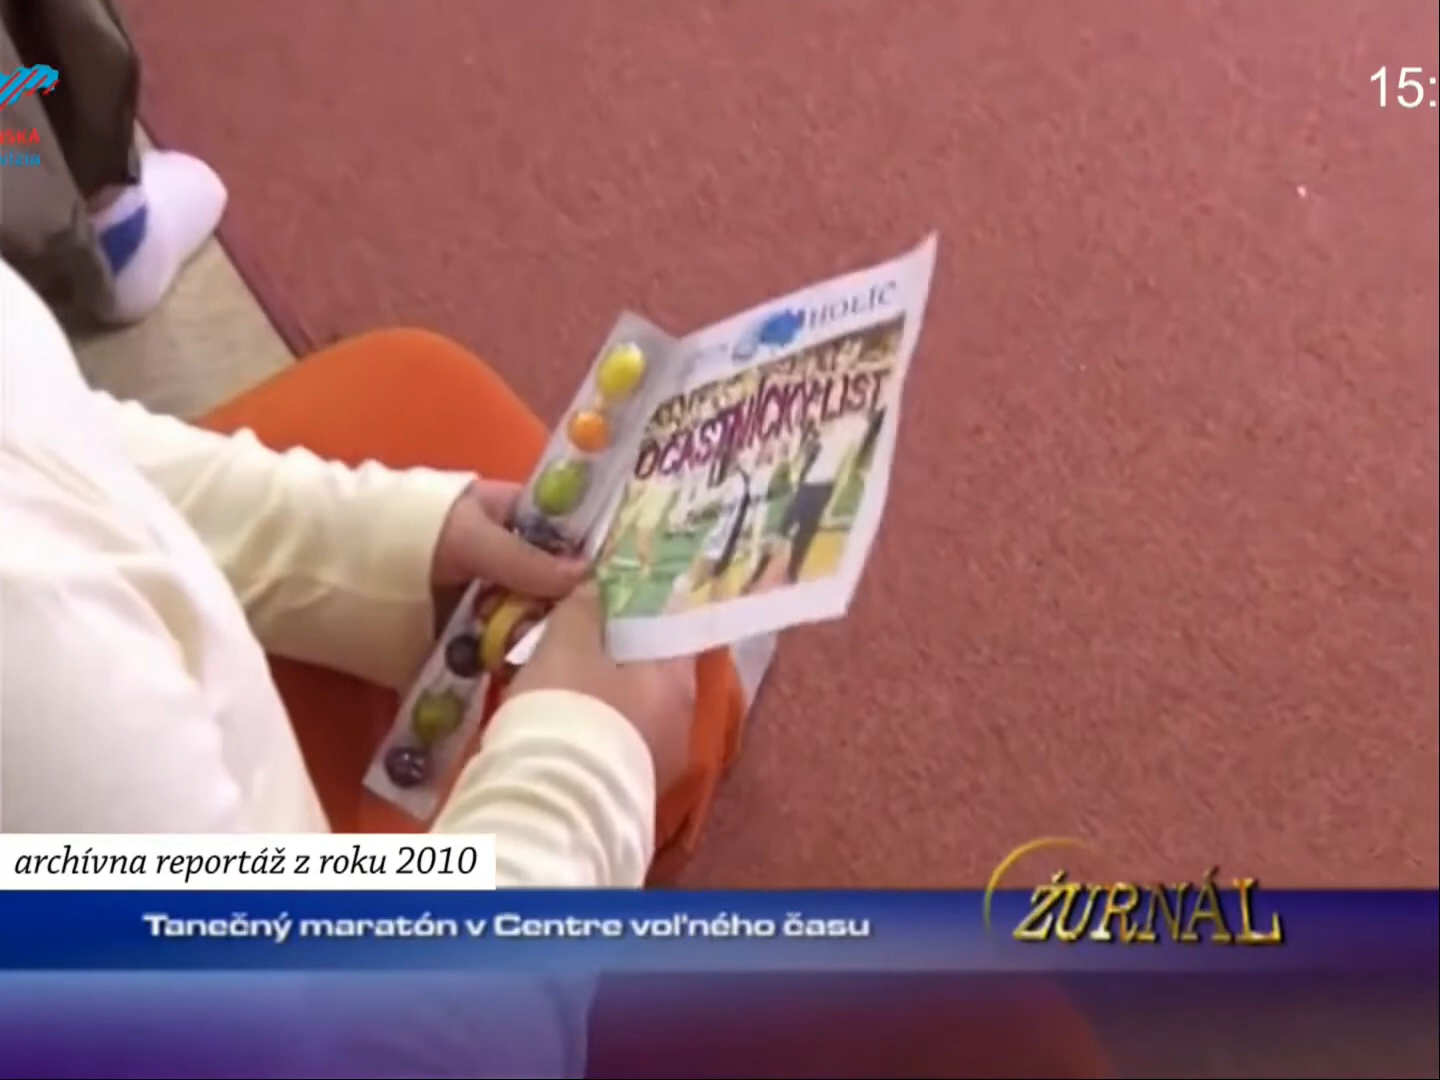 15:
HOLÍČ
ÚČASTNÍCKY LIST
archívna reportáž z roku 2010
Tanečný maratón v Centre voľného času
ŽURNÁL